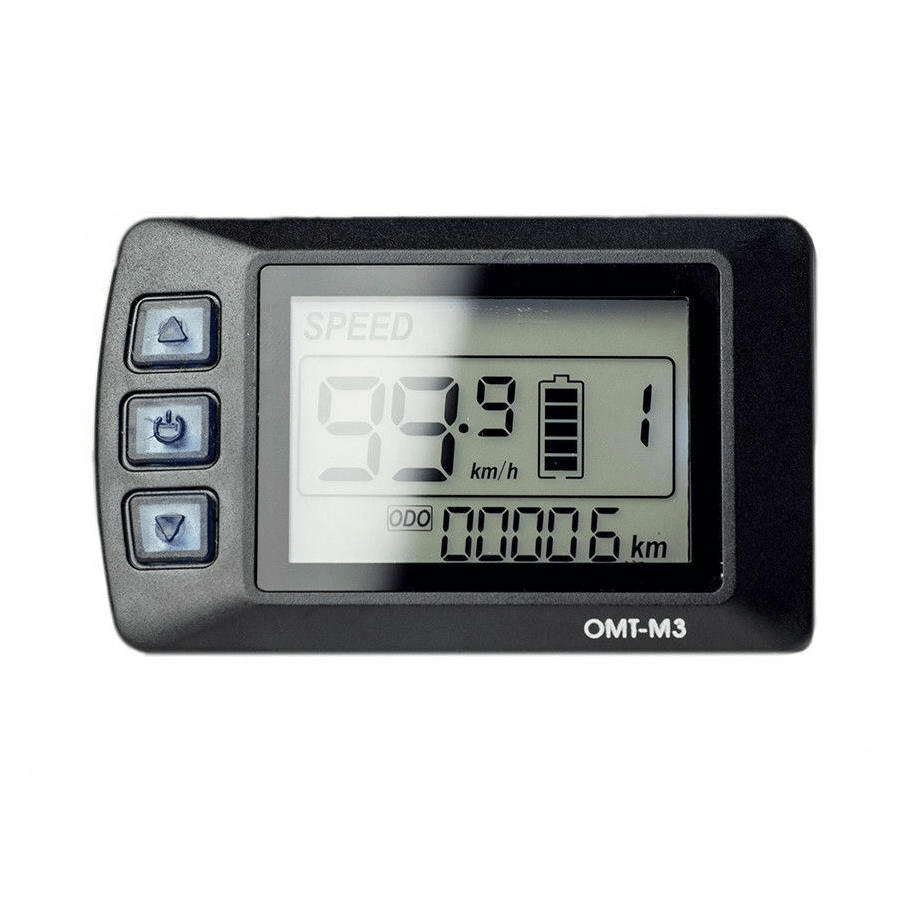 SPEED
99.9 km/h 1
ODO 00006 km
OMT-M3